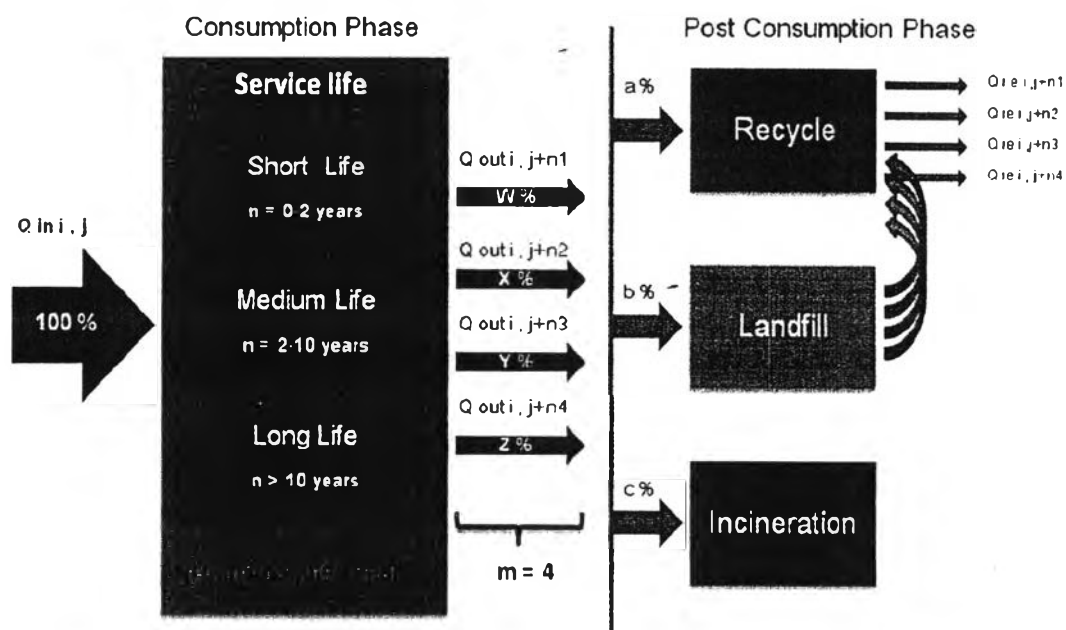 Consumption Phase
Service life
Short Life
n = 0-2 years
Medium Life
n = 2-10 years
Long Life
n > 10 years
Q in i , j
100 %
Q out i , j+n1
W %
Q out i , j+n2
X %
Q out i , j+n3
Y %
Q out i , j+n4
Z %
m = 4
Post Consumption Phase
a %
Recycle
b %
Landfill
c %
Incineration
Q re i , j+n1
Q re i , j+n2
Q re i , j+n3
Q re i , j+n4